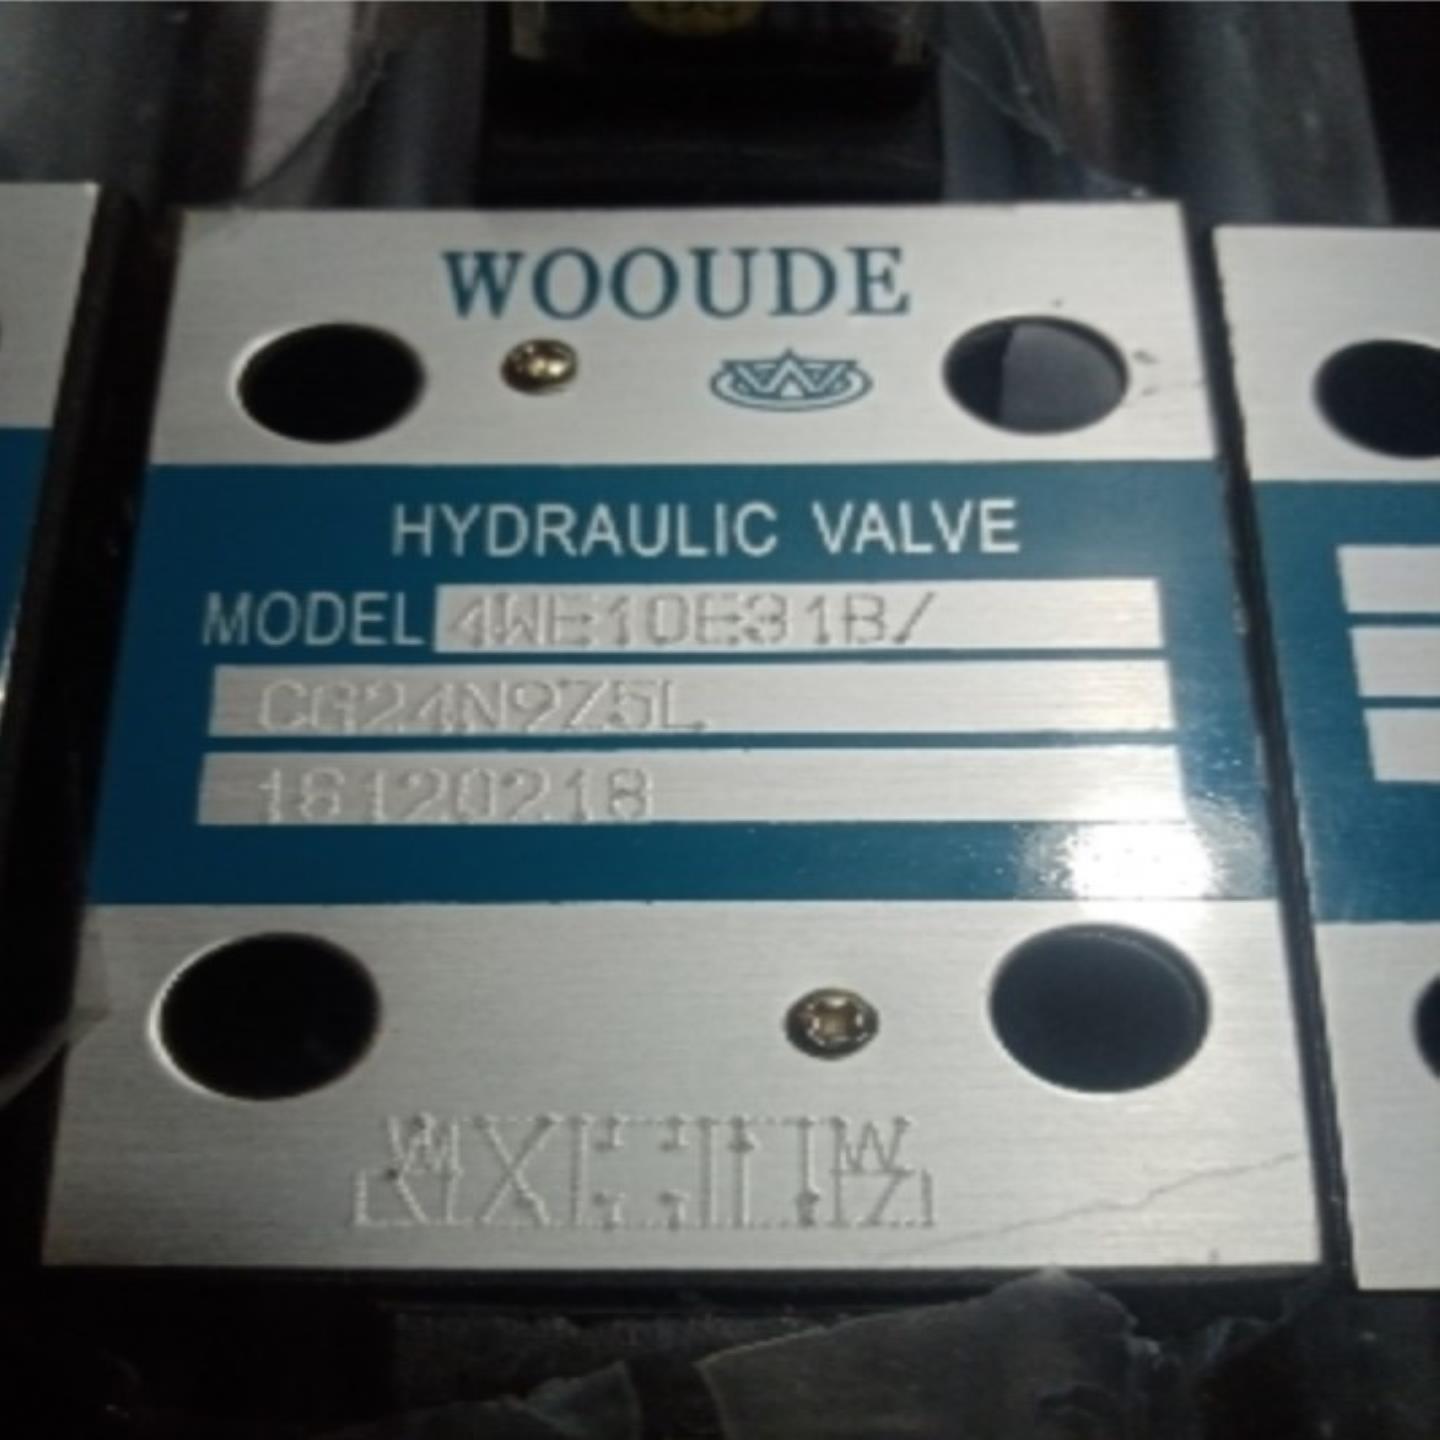 WOOUDE
HYDRAULIC VALVE
MODEL 4WE10E31B/
CG24N9Z5L
16120218